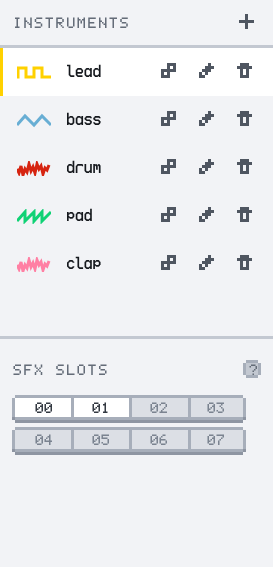 INSTRUMENTS +
lead
bass
drum
pad
clap
SFX SLOTS ?
00 01 02 03
04 05 06 07